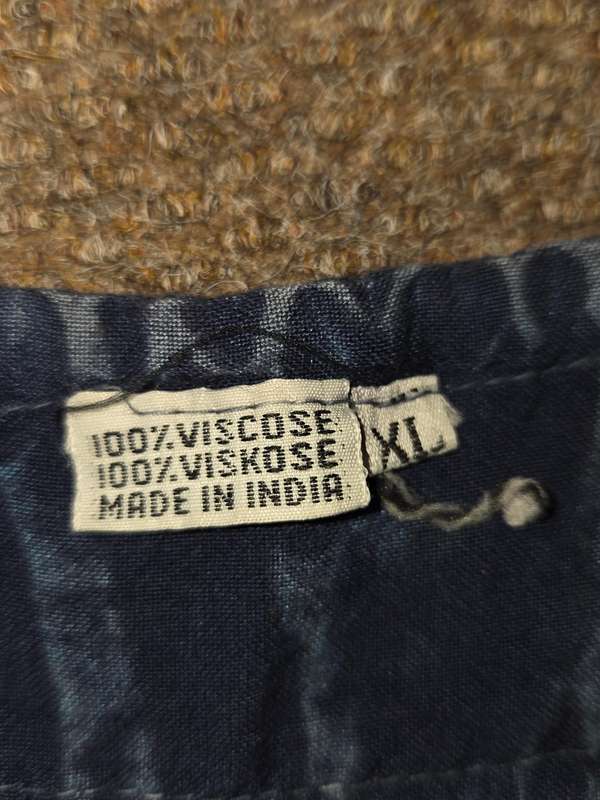 100% VISCOSE
100% VISKOSE
MADE IN INDIA
XL